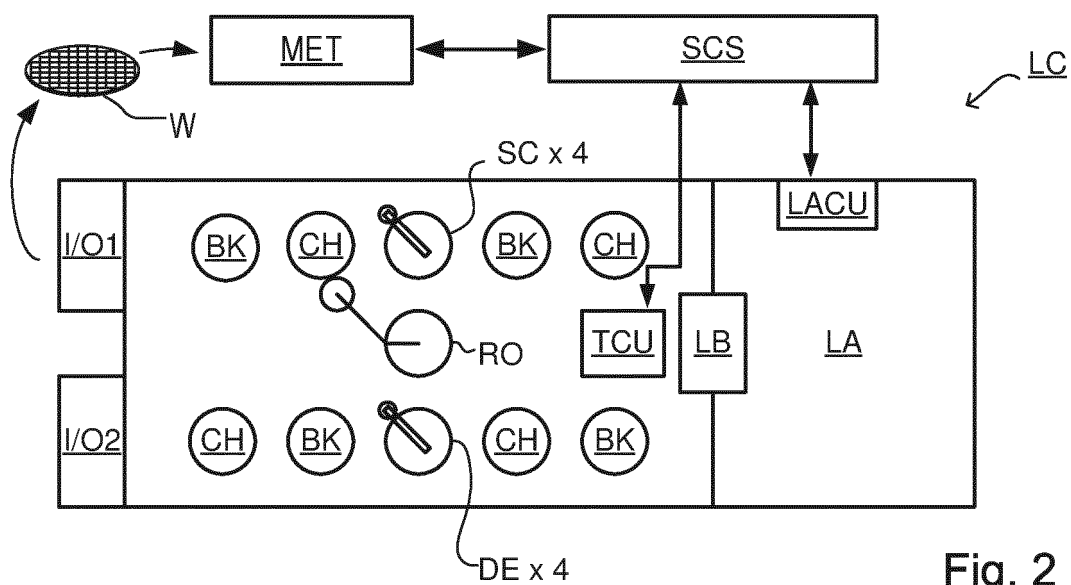 MET
SCS
LC
W
SC x 4
I/O1
BK
CH
BK
CH
LACU
RO
TCU
LB
LA
I/O2
CH
BK
CH
BK
DE x 4
Fig. 2